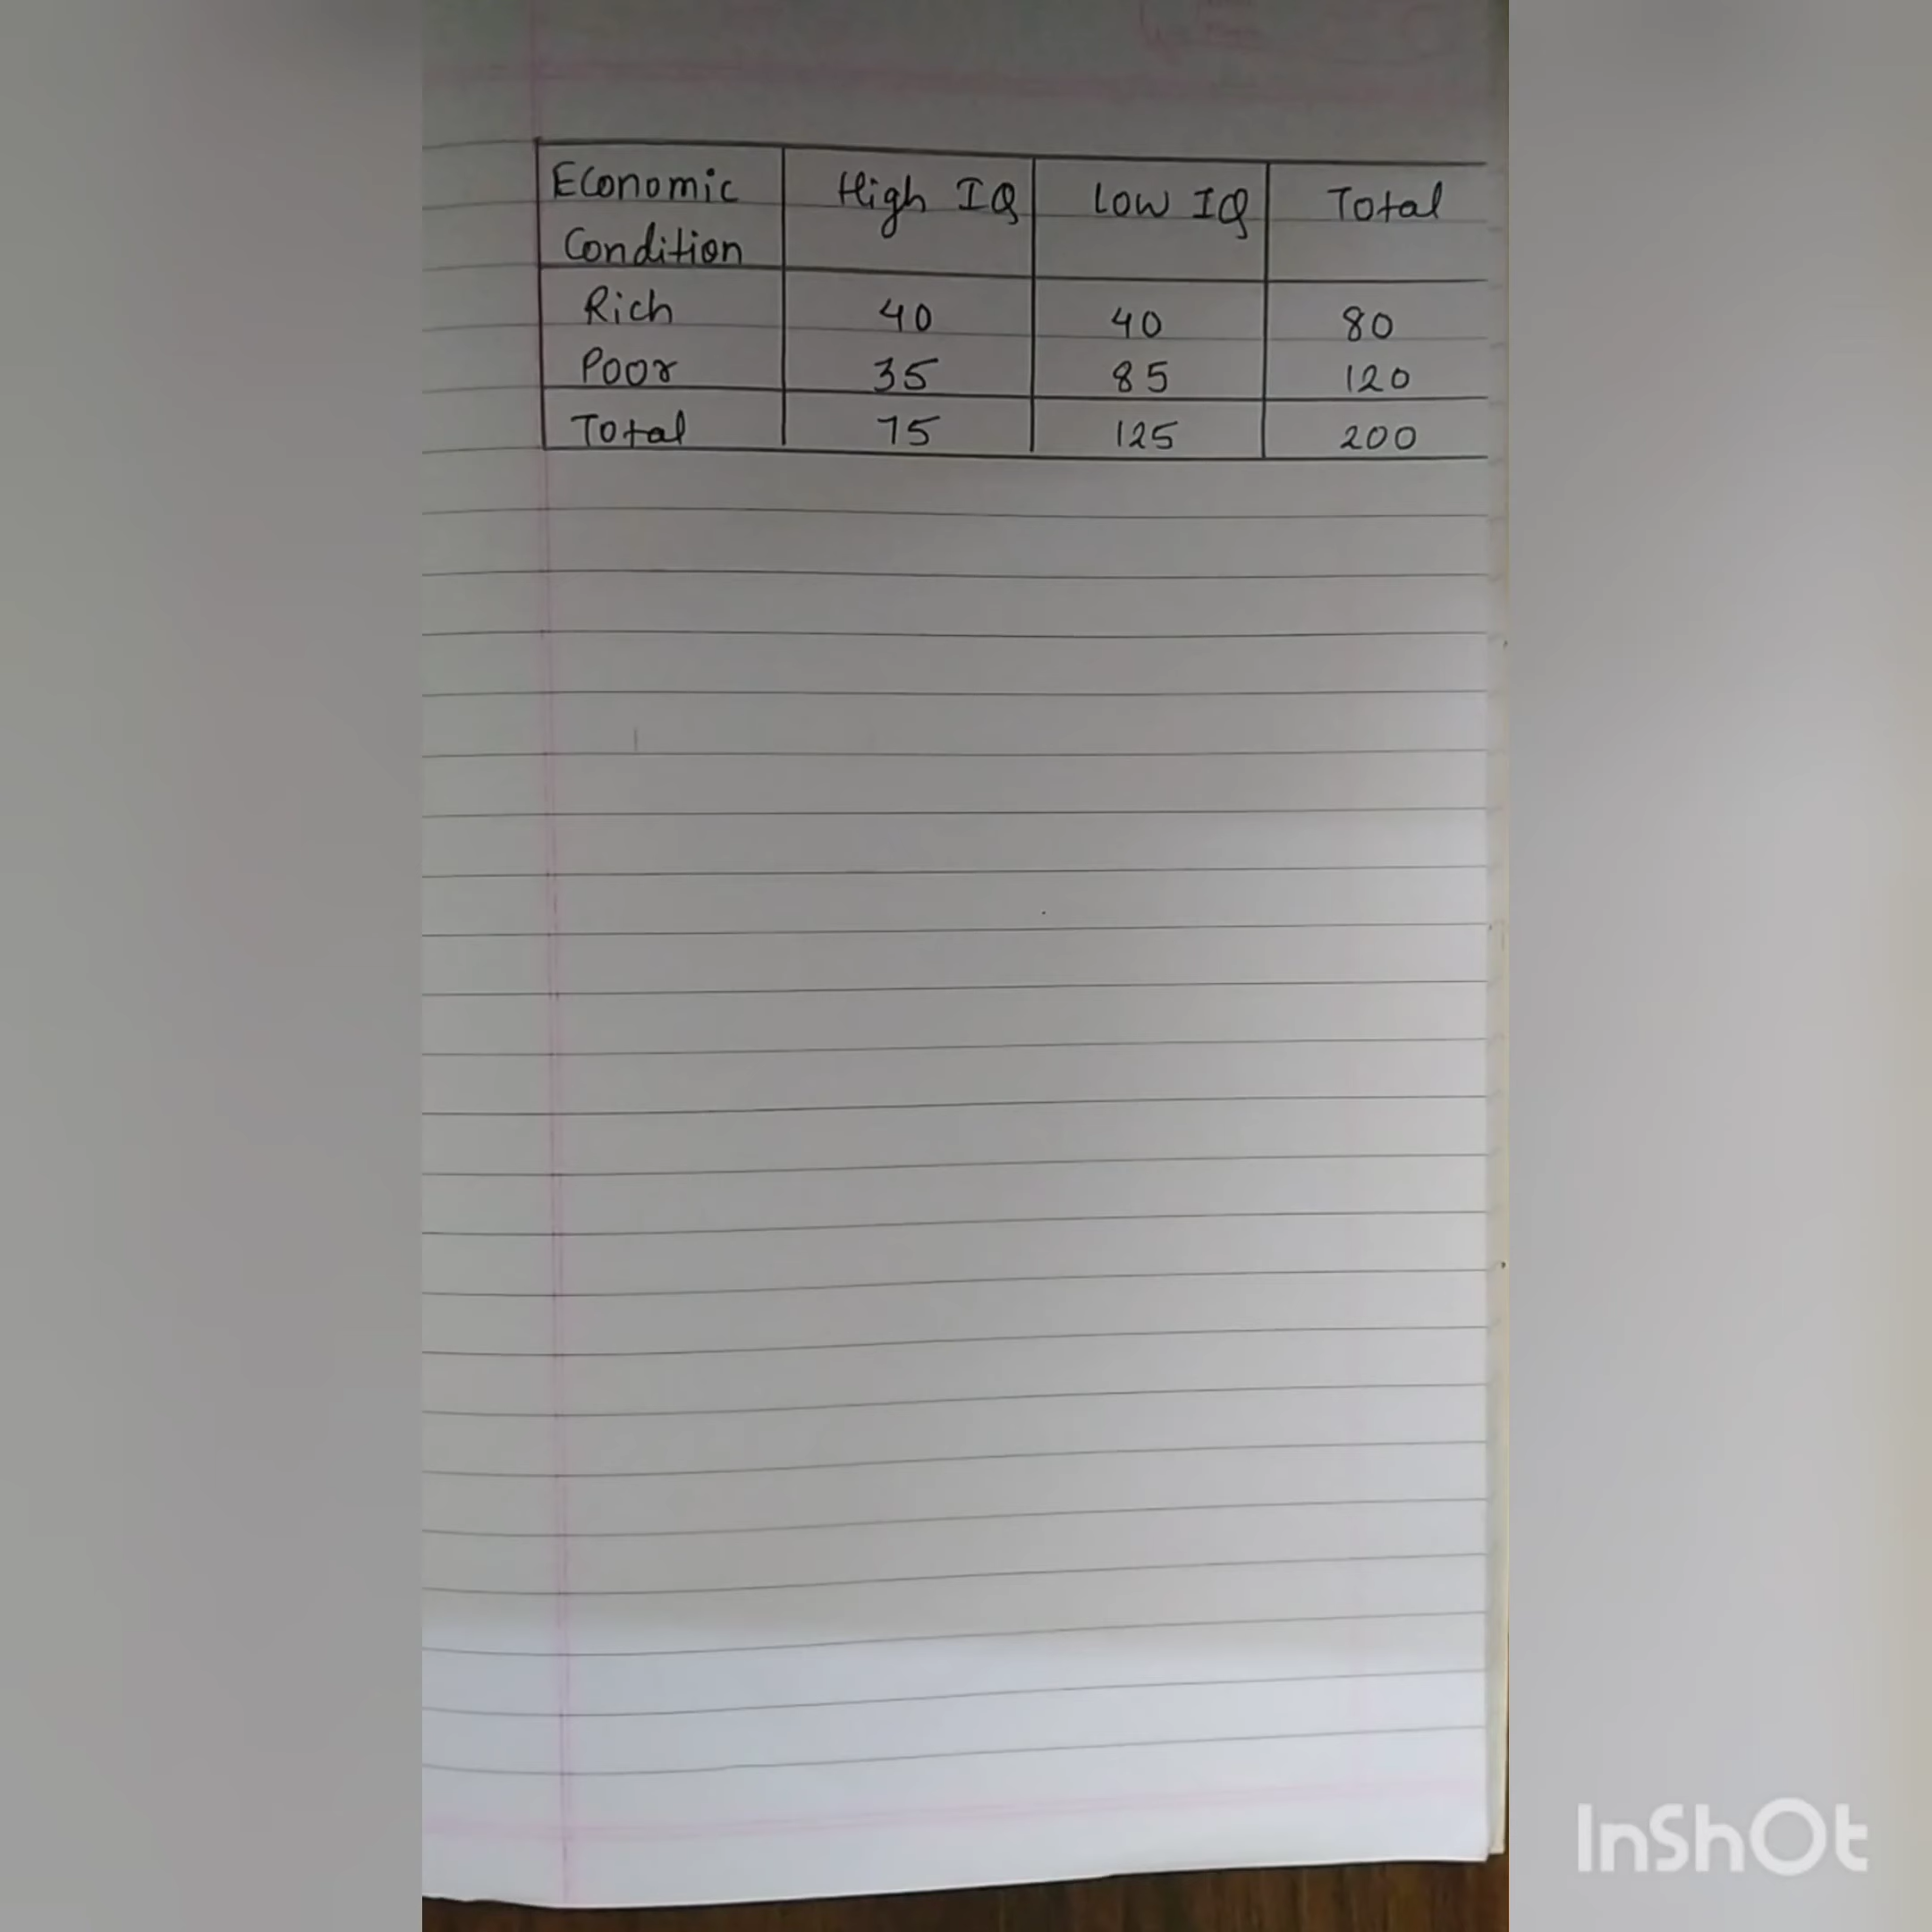 Economic Condition High IQ Low IQ Total
Rich 40 40 80
Poor 35 85 120
Total 75 125 200
InShOt